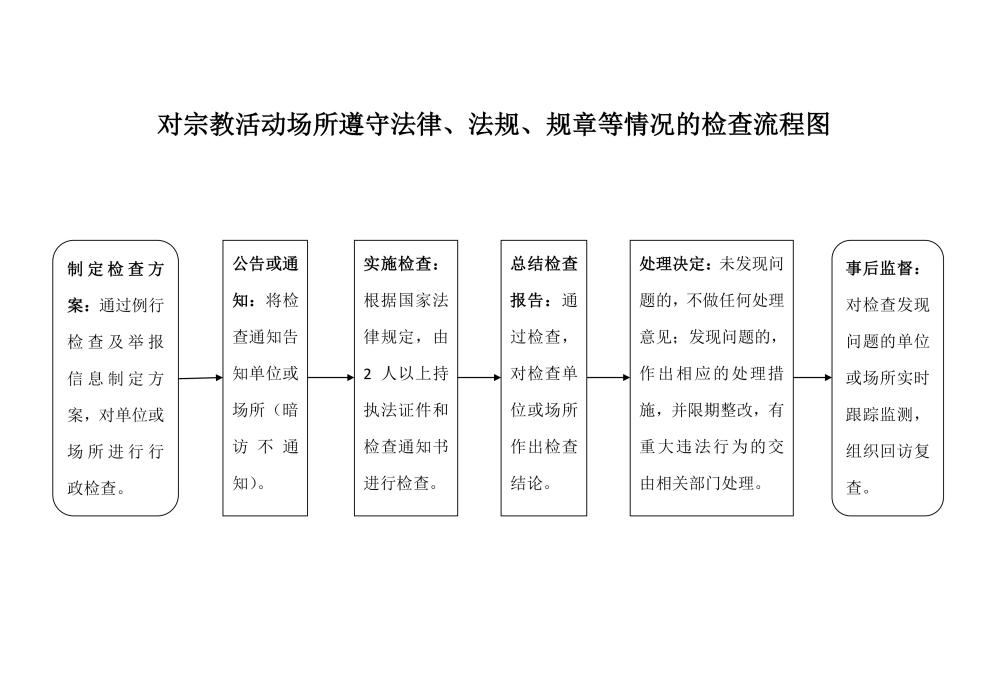 对宗教活动场所遵守法律、法规、规章等情况的检查流程图
制定检查方
案：通过例行
检查及举报
信息制定方
案，对单位或
场所进行行
政检查。
公告或通
知：将检
查通知告
知单位或
场所（暗
访不通
知）。
实施检查：
根据国家法
律规定，由
2 人以上持
执法证件和
检查通知书
进行检查。
总结检查
报告：通
过检查，
对检查单
位或场所
作出检查
结论。
处理决定：未发现问
题的，不做任何处理
意见；发现问题的，
作出相应的处理措
施，并限期整改，有
重大违法行为的交
由相关部门处理。
事后监督：
对检查发现
问题的单位
或场所实时
跟踪监测，
组织回访复
查。